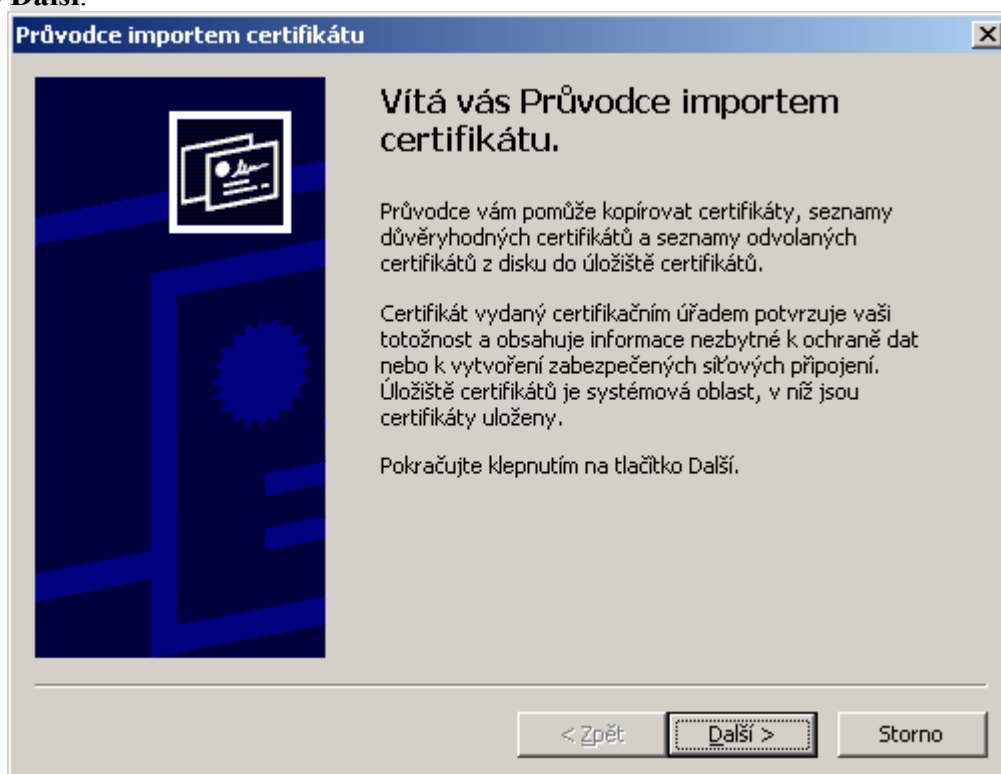 Další.
Průvodce importem certifikátu
Vítá vás Průvodce importem
certifikátu.
Průvodce vám pomůže kopírovat certifikáty, seznamy
důvěryhodných certifikátů a seznamy odvolaných
certifikátů z disku do úložiště certifikátů.
Certifikát vydaný certifikačním úřadem potvrzuje vaši
totožnost a obsahuje informace nezbytné k ochraně dat
nebo k vytvoření zabezpečených síťových připojení.
Úložiště certifikátů je systémová oblast, v níž jsou
certifikáty uloženy.
Pokračujte klepnutím na tlačítko Další.
< Zpět Další > Storno